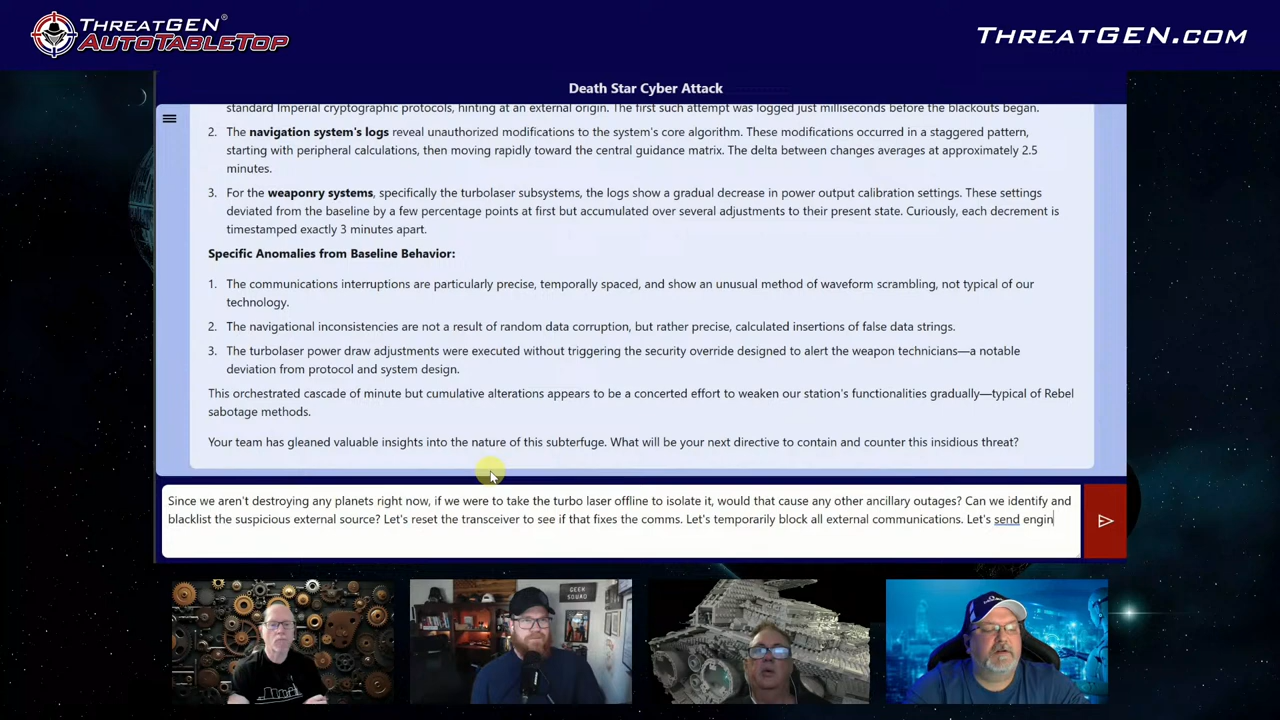 THREATGEN®
AUTOTABLETOP
THREATGEN.COM
Death Star Cyber Attack
standard Imperial cryptographic protocols, hinting at an external origin. The first such attempt was logged just milliseconds before the blackouts began.
2. The navigation system's logs reveal unauthorized modifications to the system's core algorithm. These modifications occurred in a staggered pattern,
starting with peripheral calculations, then moving rapidly toward the central guidance matrix. The delta between changes averages at approximately 2.5
minutes.
3. For the weaponry systems, specifically the turbolaser subsystems, the logs show a gradual decrease in power output calibration settings. These settings
deviated from the baseline by a few percentage points at first but accumulated over several adjustments to their present state. Curiously, each decrement is
timestamped exactly 3 minutes apart.
Specific Anomalies from Baseline Behavior:
1. The communications interruptions are particularly precise, temporally spaced, and show an unusual method of waveform scrambling, not typical of our
technology.
2. The navigational inconsistencies are not a result of random data corruption, but rather precise, calculated insertions of false data strings.
3. The turbolaser power draw adjustments were executed without triggering the security override designed to alert the weapon technicians—a notable
deviation from protocol and system design.
This orchestrated cascade of minute but cumulative alterations appears to be a concerted effort to weaken our station's functionalities gradually—typical of Rebel
sabotage methods.
Your team has gleaned valuable insights into the nature of this subterfuge. What will be your next directive to contain and counter this insidious threat?
Since we aren't destroying any planets right now, if we were to take the turbo laser offline to isolate it, would that cause any other ancillary outages? Can we identify and
blacklist the suspicious external source? Let's reset the transceiver to see if that fixes the comms. Let's temporarily block all external communications. Let's send engin
GEEK
SQUAD